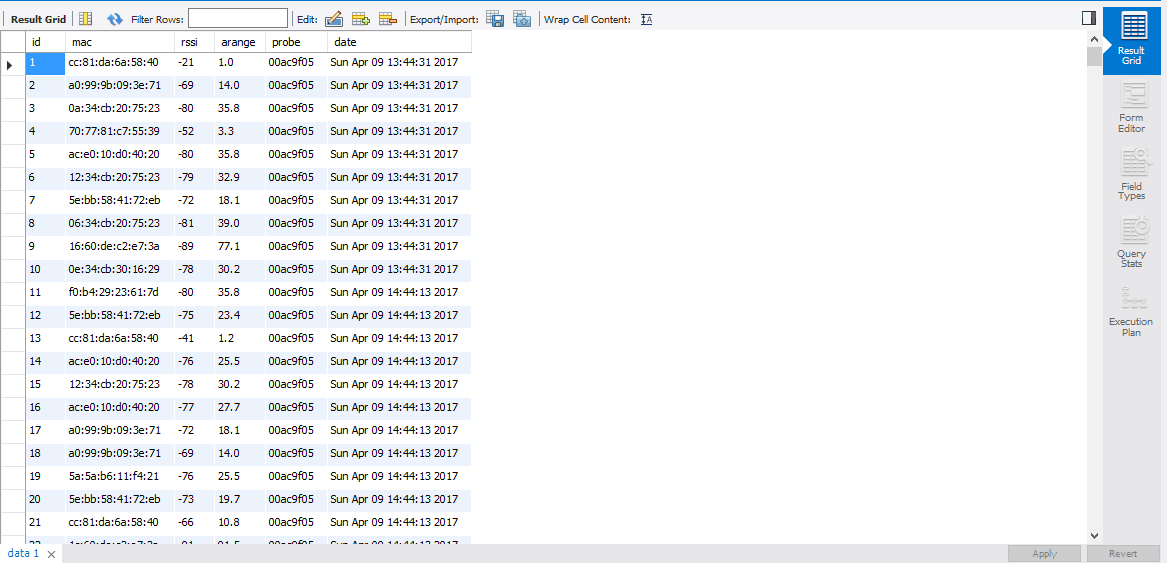 Result Grid Filter Rows: Edit: Export/Import: Wrap Cell Content:
id mac rssi arange probe date
1 cc:81:da:6a:58:40 -21 1.0 00ac9f05 Sun Apr 09 13:44:31 2017
2 a0:99:9b:09:3e:71 -69 14.0 00ac9f05 Sun Apr 09 13:44:31 2017
3 0a:34:cb:20:75:23 -80 35.8 00ac9f05 Sun Apr 09 13:44:31 2017
4 70:77:81:c7:55:39 -52 3.3 00ac9f05 Sun Apr 09 13:44:31 2017
5 ac:e0:10:d0:40:20 -80 35.8 00ac9f05 Sun Apr 09 13:44:31 2017
6 12:34:cb:20:75:23 -79 32.9 00ac9f05 Sun Apr 09 13:44:31 2017
7 5e:bb:58:41:72:eb -72 18.1 00ac9f05 Sun Apr 09 13:44:31 2017
8 06:34:cb:20:75:23 -81 39.0 00ac9f05 Sun Apr 09 13:44:31 2017
9 16:60:de:c2:e7:3a -89 77.1 00ac9f05 Sun Apr 09 13:44:31 2017
10 0e:34:cb:30:16:29 -78 30.2 00ac9f05 Sun Apr 09 13:44:31 2017
11 f0:b4:29:23:61:7d -80 35.8 00ac9f05 Sun Apr 09 14:44:13 2017
12 5e:bb:58:41:72:eb -75 23.4 00ac9f05 Sun Apr 09 14:44:13 2017
13 cc:81:da:6a:58:40 -41 1.2 00ac9f05 Sun Apr 09 14:44:13 2017
14 ac:e0:10:d0:40:20 -76 25.5 00ac9f05 Sun Apr 09 14:44:13 2017
15 12:34:cb:20:75:23 -78 30.2 00ac9f05 Sun Apr 09 14:44:13 2017
16 ac:e0:10:d0:40:20 -77 27.7 00ac9f05 Sun Apr 09 14:44:13 2017
17 a0:99:9b:09:3e:71 -72 18.1 00ac9f05 Sun Apr 09 14:44:13 2017
18 a0:99:9b:09:3e:71 -69 14.0 00ac9f05 Sun Apr 09 14:44:13 2017
19 5a:5a:b6:11:f4:21 -76 25.5 00ac9f05 Sun Apr 09 14:44:13 2017
20 5e:bb:58:41:72:eb -73 19.7 00ac9f05 Sun Apr 09 14:44:13 2017
21 cc:81:da:6a:58:40 -66 10.8 00ac9f05 Sun Apr 09 14:44:13 2017
Result
Grid
Form
Editor
Field
Types
Query
Stats
Execution
Plan
data 1
Apply Revert